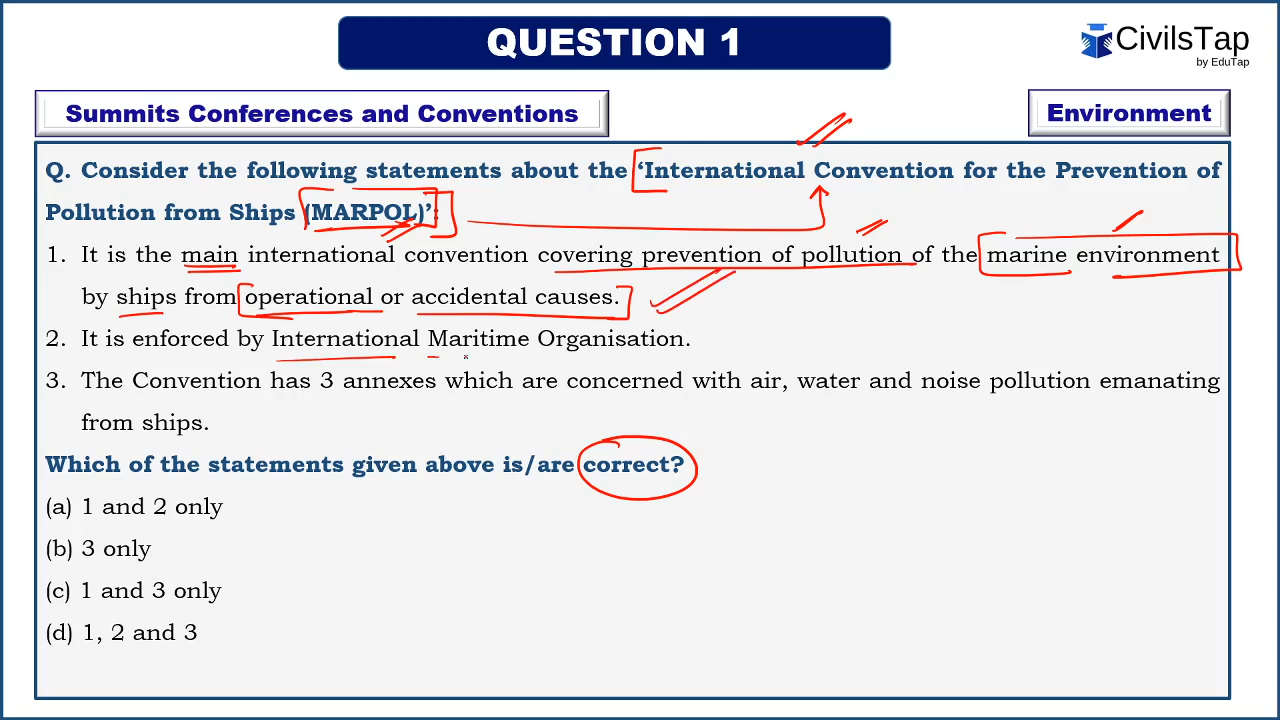 QUESTION 1
CivilsTap
by EduTap
Summits Conferences and Conventions
Environment
Q. Consider the following statements about the ‘International Convention for the Prevention of
Pollution from Ships (MARPOL)’:
1. It is the main international convention covering prevention of pollution of the marine environment
by ships from operational or accidental causes.
2. It is enforced by International Maritime Organisation.
3. The Convention has 3 annexes which are concerned with air, water and noise pollution emanating
from ships.
Which of the statements given above is/are correct?
(a) 1 and 2 only
(b) 3 only
(c) 1 and 3 only
(d) 1, 2 and 3